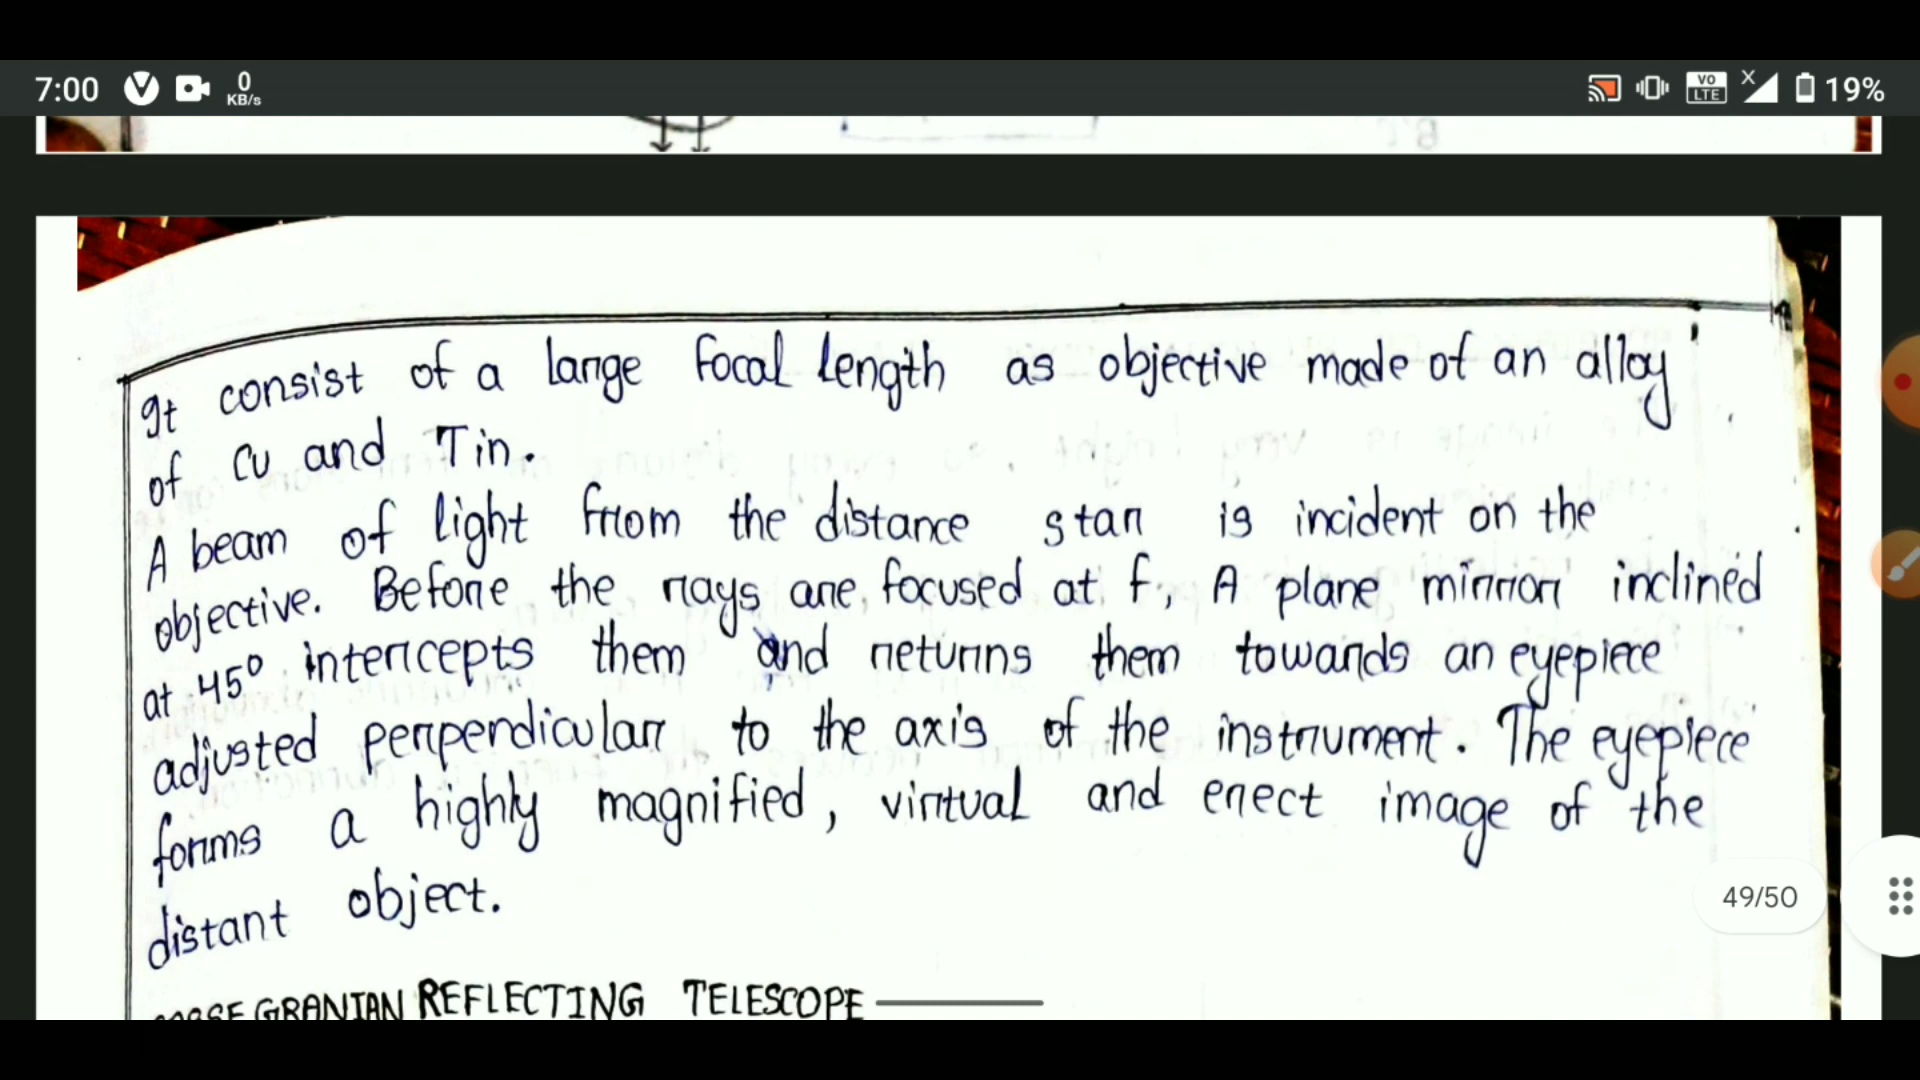 7:00 0 KB/s VO LTE 19%
It consist of a large focal length as objective made of an alloy
of Cu and Tin.
A beam of light from the distance star is incident on the
objective. Before the rays are focused at f, A plane mirror inclined
at 45° intercepts them and returns them towards an eyepiece
adjusted perpendicular to the axis of the instrument. The eyepiece
forms a highly magnified, virtual and erect image of the
distant object.
49/50
GRANIAN REFLECTING TELESCOPE